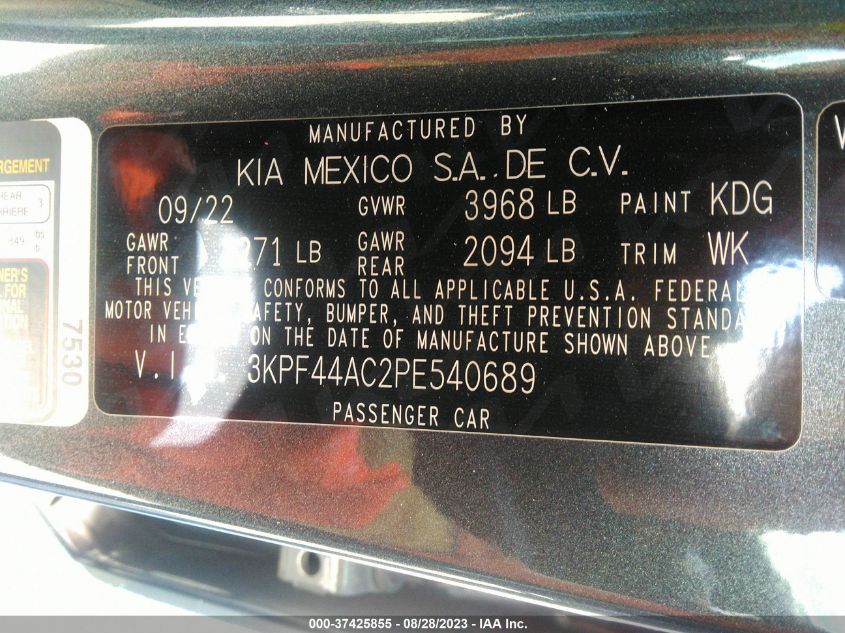 MANUFACTURED BY
KIA MEXICO S.A. DE C.V.
09/22 GVWR 3968 LB PAINT KDG
GAWR FRONT 271 LB GAWR REAR 2094 LB TRIM WK
THIS CONFORMS TO ALL APPLICABLE U.S.A. FEDERAL
MOTOR SAFETY, BUMPER, AND THEFT PREVENTION
IN ON THE DATE OF MANUFACTURE SHOWN ABOVE.
V.I 3KPF44AC2PE540689
PASSENGER CAR
7530
000-37425855 - 08/28/2023 - IAA Inc.